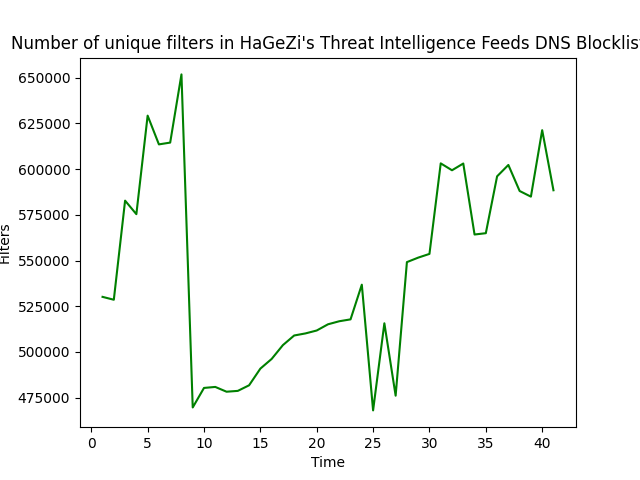 Number of unique filters in HaGeZi's Threat Intelligence Feeds DNS Blocklist
650000
625000
600000
575000
550000
525000
500000
475000
Filters
0 5 10 15 20 25 30 35 40
Time